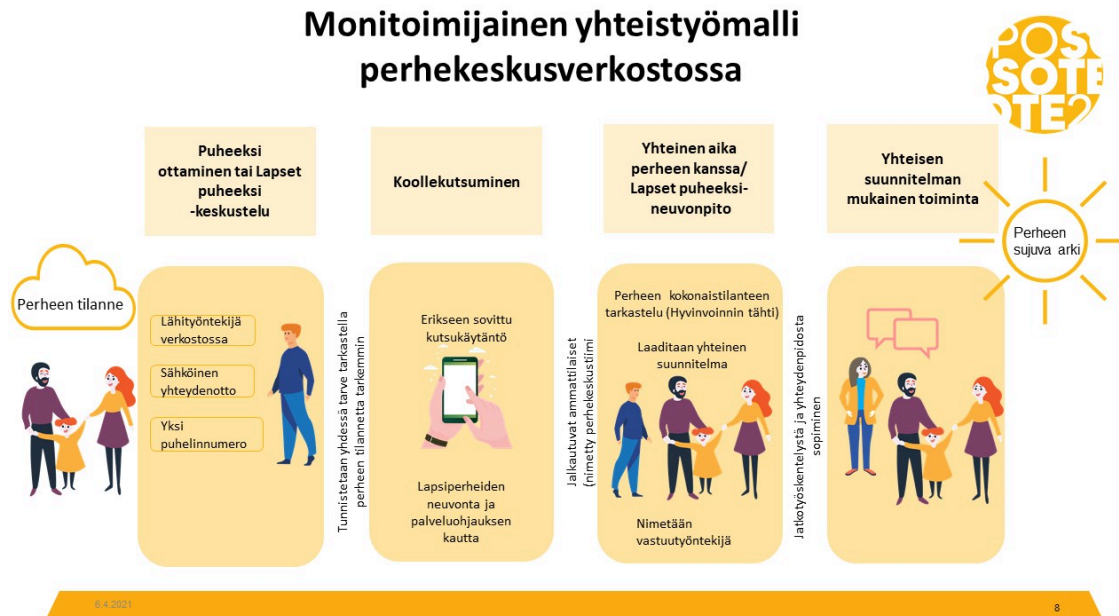 Monitoimijainen yhteistyömalli
perhekeskusverkostossa
POS
SOTE
OTE2
Puheeksi
ottaminen tai Lapset
puheeksi
-keskustelu
Koollekutsuminen
Yhteinen aika
perheen kanssa/
Lapset puheeksi-
neuvonpito
Yhteisen
suunnitelman
mukainen toiminta
Perheen
sujuva arki
Perheen tilanne
Lähityöntekijä
verkostossa
Sähköinen
yhteydenotto
Yksi
puhelinnumero
Tunnistetaan yhdessä tarve tarkastella
perheen tilannetta tarkemmin
Erikseen sovittu
kutsukäytäntö
Lapsiperheiden
neuvonta ja
palveluohjauksen
kautta
Jalkautuvat ammattilaiset
(nimetty perhekeskustiimi
Perheen kokonaistilanteen
tarkastelu (Hyvinvoinnin tähti)
Laaditaan yhteinen
suunnitelma
Nimetään
vastuutyöntekijä
Jatkotyöskentelystä ja yhteydenpidosta
sopiminen
6.4.2021
8